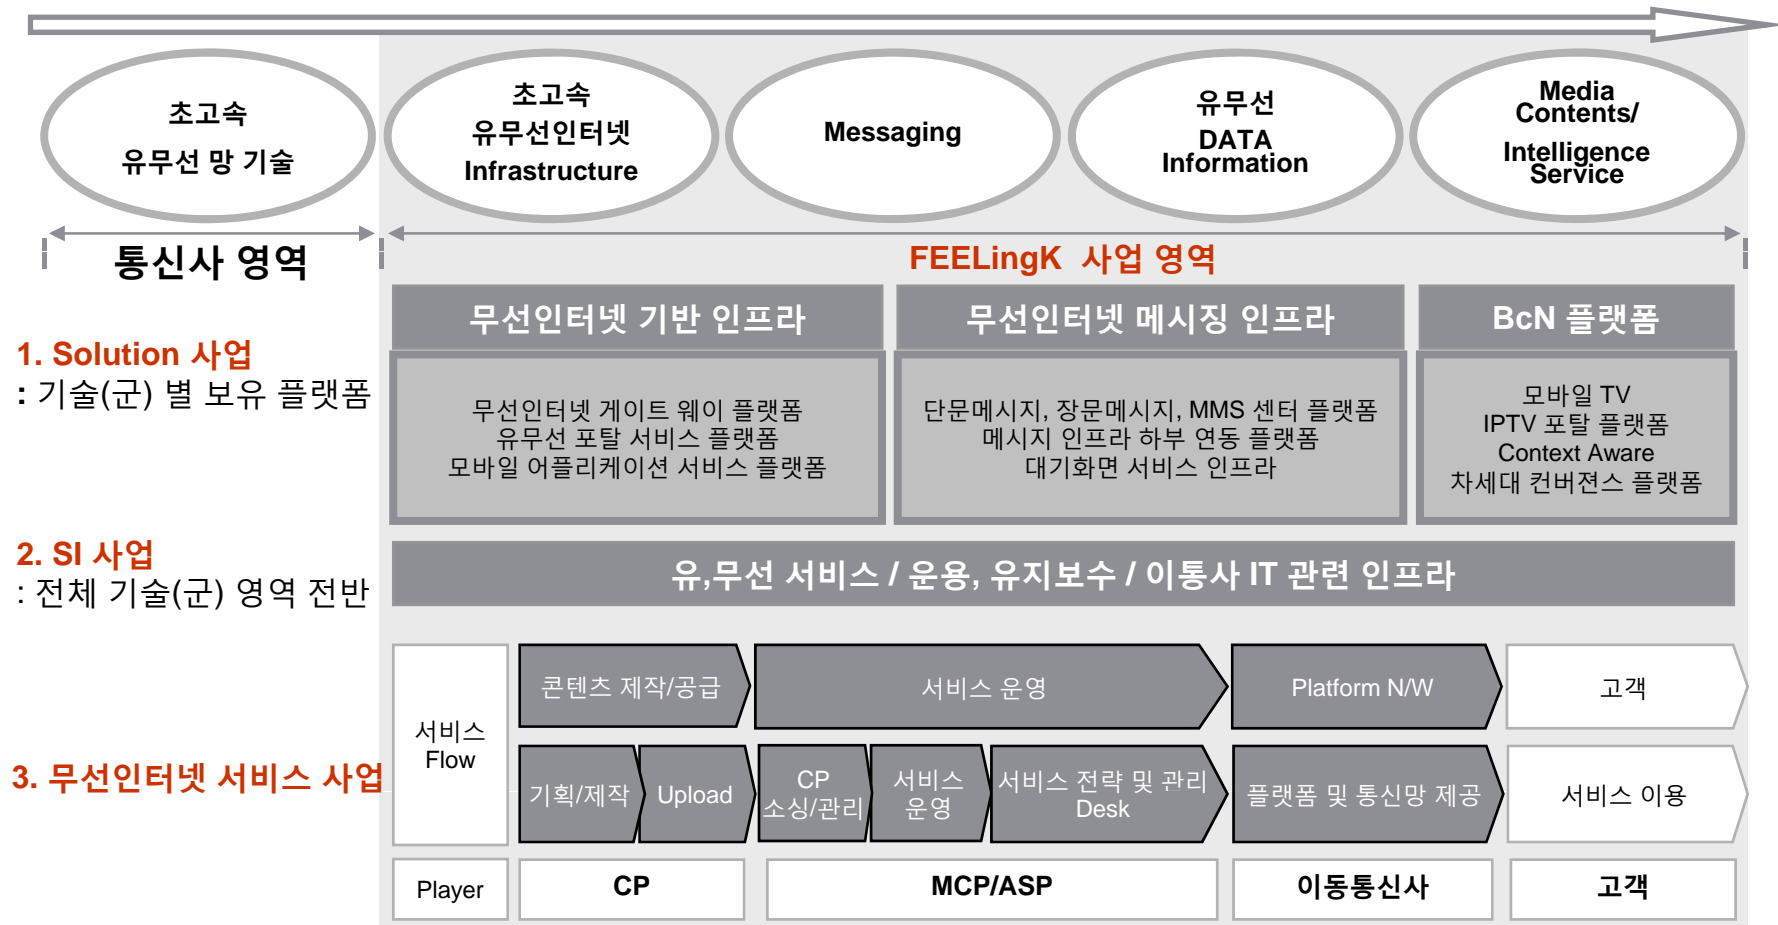 초고속
유무선 망 기술
초고속
유무선인터넷
Infrastructure
Messaging
유무선
DATA
Information
Media
Contents/
Intelligence
Service
통신사 영역
FEELingK 사업 영역
무선인터넷 기반 인프라
무선인터넷 메시징 인프라
BcN 플랫폼
1. Solution 사업
: 기술(군) 별 보유 플랫폼
무선인터넷 게이트 웨이 플랫폼
유무선 포탈 서비스 플랫폼
모바일 어플리케이션 서비스 플랫폼
단문메시지, 장문메시지, MMS 센터 플랫폼
메시지 인프라 하부 연동 플랫폼
대기화면 서비스 인프라
모바일 TV
IPTV 포탈 플랫폼
Context Aware
차세대 컨버젼스 플랫폼
2. SI 사업
: 전체 기술(군) 영역 전반
유,무선 서비스 / 운용, 유지보수 / 이통사 IT 관련 인프라
3. 무선인터넷 서비스 사업
서비스
Flow
콘텐츠 제작/공급
서비스 운영
Platform N/W
고객
기획/제작
Upload
CP
소싱/관리
서비스
운영
서비스 전략 및 관리
Desk
플랫폼 및 통신망 제공
서비스 이용
Player
CP
MCP/ASP
이동통신사
고객